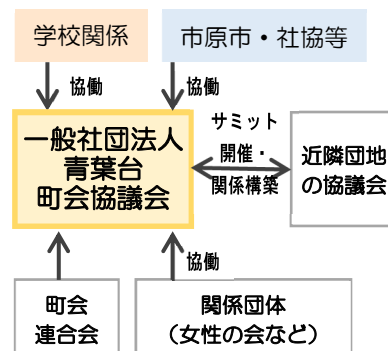 学校関係
市原市・社協等
協働
協働
一般社団法人
青葉台
町会協議会
サミット
開催・
関係構築
近隣団地
の協議会
協働
町会
連合会
関係団体
（女性の会など）